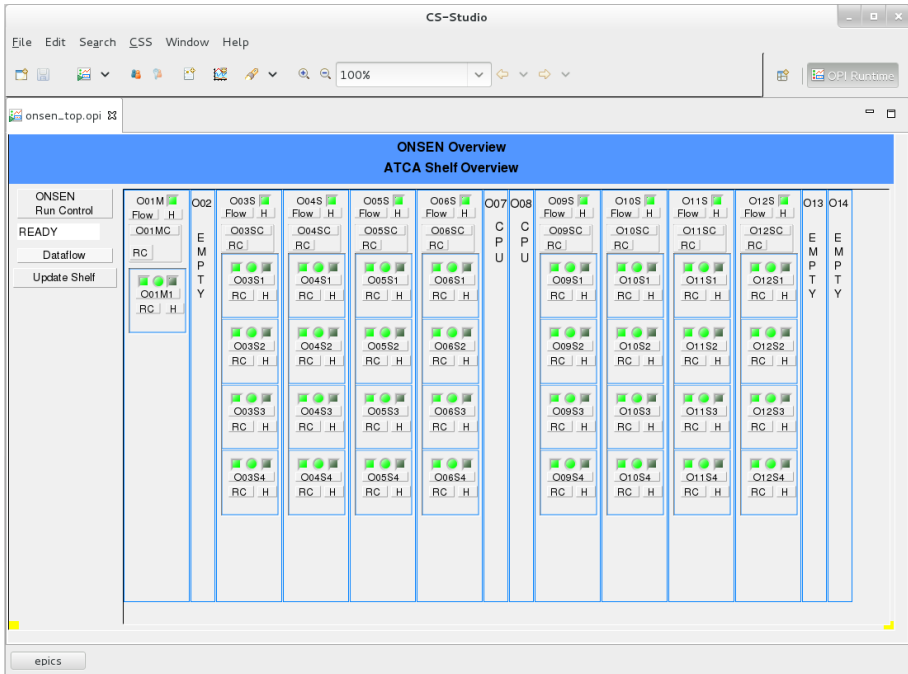 CS-Studio
File Edit Search CSS Window Help
100%
OPI Runtime
onsen_top.opi
ONSEN Overview
ATCA Shelf Overview
ONSEN
Run Control
READY
Dataflow
Update Shelf
O01M
Flow H
O01MC
RC
O01M1
RC H
O02
EMPTY
O03S
Flow H
O03SC
RC
O03S1
RC H
O03S2
RC H
O03S3
RC H
O03S4
RC H
O04S
Flow H
O04SC
RC
O04S1
RC H
O04S2
RC H
O04S3
RC H
O04S4
RC H
O05S
Flow H
O05SC
RC
O05S1
RC H
O05S2
RC H
O05S3
RC H
O05S4
RC H
O06S
Flow H
O06SC
RC
O06S1
RC H
O06S2
RC H
O06S3
RC H
O06S4
RC H
O07
CPU
O08
CPU
O09S
Flow H
O09SC
RC
O09S1
RC H
O09S2
RC H
O09S3
RC H
O09S4
RC H
O10S
Flow H
O10SC
RC
O10S1
RC H
O10S2
RC H
O10S3
RC H
O10S4
RC H
O11S
Flow H
O11SC
RC
O11S1
RC H
O11S2
RC H
O11S3
RC H
O11S4
RC H
O12S
Flow H
O12SC
RC
O12S1
RC H
O12S2
RC H
O12S3
RC H
O12S4
RC H
O13
EMPTY
O14
EMPTY
epics